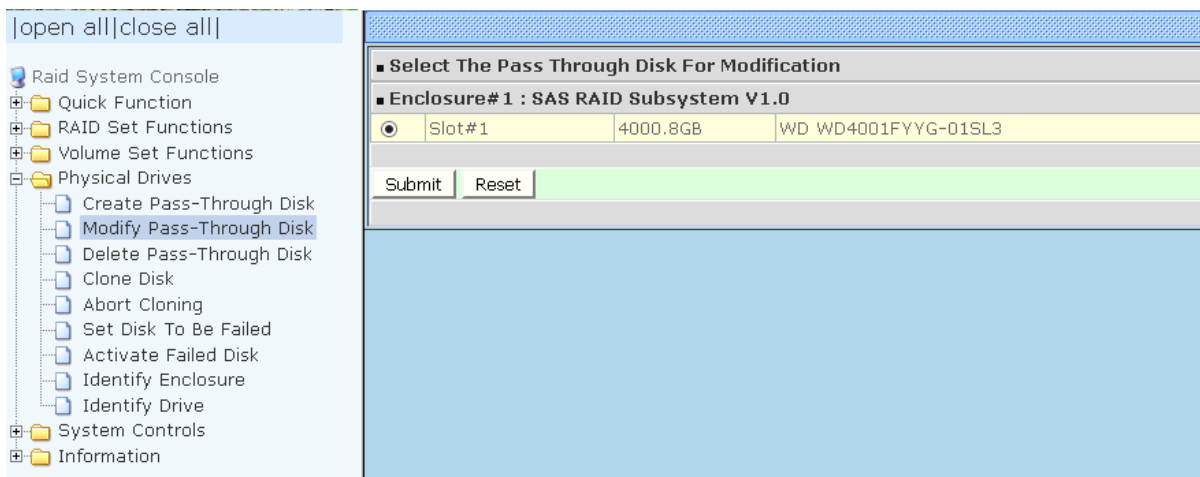 |open all|close all|
Raid System Console
Quick Function
RAID Set Functions
Volume Set Functions
Physical Drives
Create Pass-Through Disk
Modify Pass-Through Disk
Delete Pass-Through Disk
Clone Disk
Abort Cloning
Set Disk To Be Failed
Activate Failed Disk
Identify Enclosure
Identify Drive
System Controls
Information
Select The Pass Through Disk For Modification
Enclosure#1 : SAS RAID Subsystem V1.0
Slot#1 4000.8GB WD WD4001FYYG-01SL3
Submit Reset